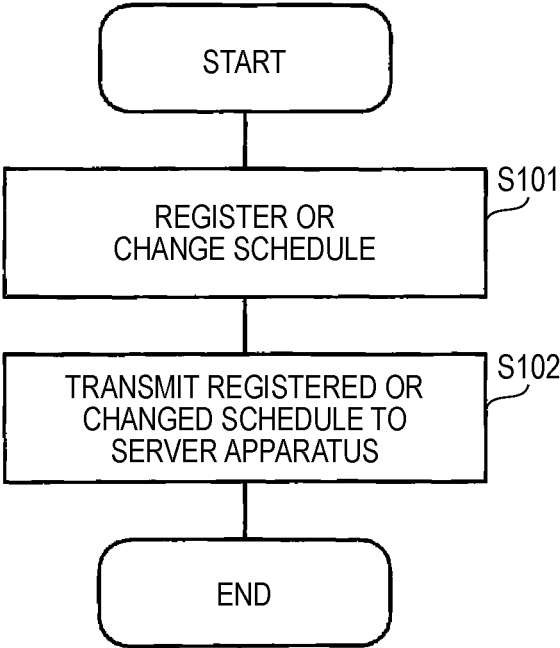 START
S101
REGISTER OR
CHANGE SCHEDULE
S102
TRANSMIT REGISTERED OR
CHANGED SCHEDULE TO
SERVER APPARATUS
END